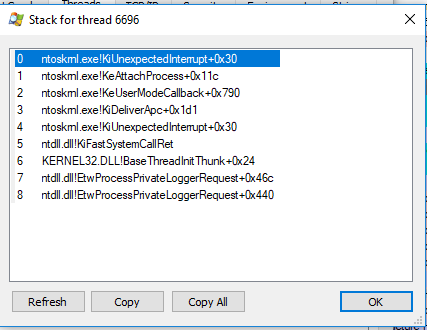 Threads
Stack for thread 6696
0 ntoskrnl.exe!KiUnexpectedInterrupt+0x30
1 ntoskrnl.exe!KeAttachProcess+0x11c
2 ntoskrnl.exe!KeUserModeCallback+0x790
3 ntoskrnl.exe!KiDeliverApc+0x1d1
4 ntoskrnl.exe!KiUnexpectedInterrupt+0x30
5 ntdll.dll!KiFastSystemCallRet
6 KERNEL32.DLL!BaseThreadInitThunk+0x24
7 ntdll.dll!EtwProcessPrivateLoggerRequest+0x46c
8 ntdll.dll!EtwProcessPrivateLoggerRequest+0x440
Refresh Copy Copy All OK